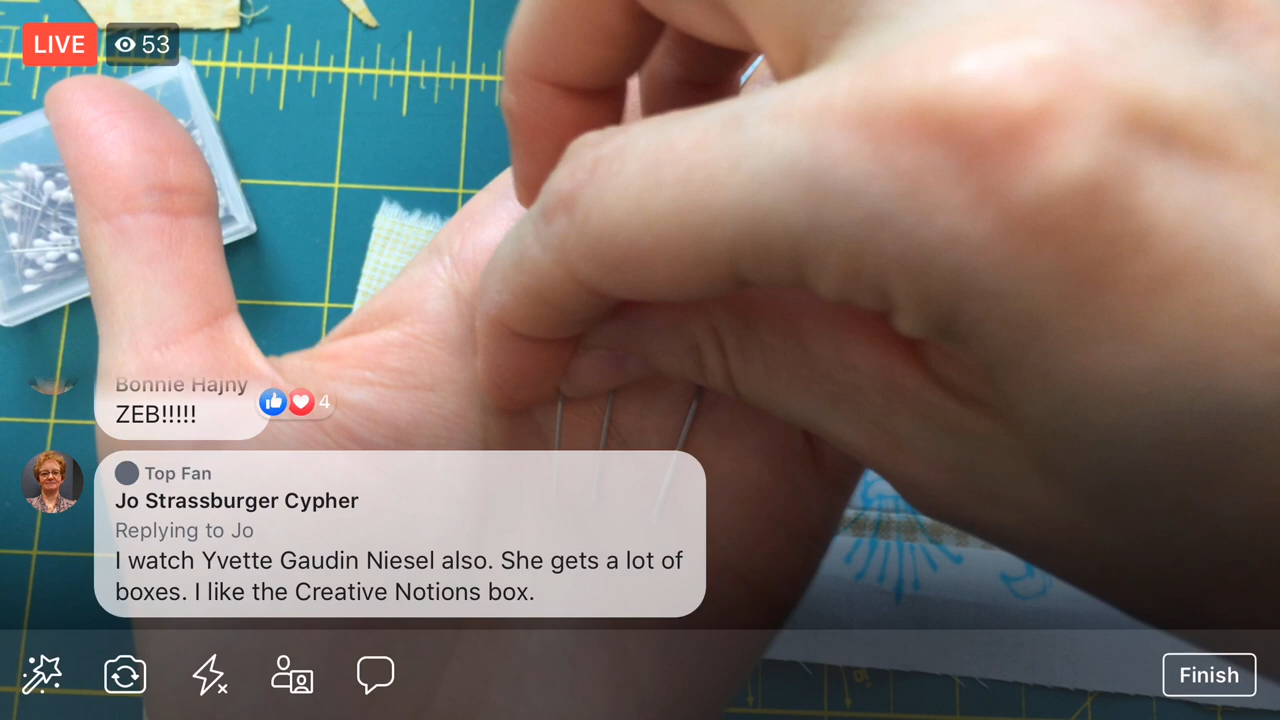 LIVE 53
Bonnie Hajny
ZEB!!!!!
4
Top Fan
Jo Strassburger Cypher
Replying to Jo
I watch Yvette Gaudin Niesel also. She gets a lot of
boxes. I like the Creative Notions box.
Finish